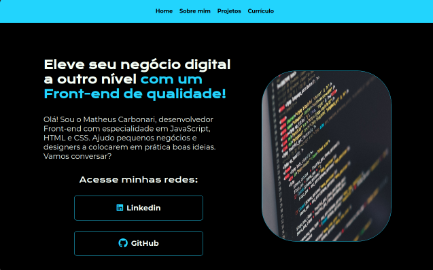 Home Sobre mim Projetos Currículo
Eleve seu negócio digital
a outro nível com um
Front-end de qualidade!
Olá! Sou o Matheus Carbonari, desenvolvedor
Front-end com especialidade em JavaScript,
HTML e CSS. Ajudo pequenos negócios e
designers a colocarem em prática boas ideias.
Vamos conversar?
Acesse minhas redes:
Linkedin
GitHub